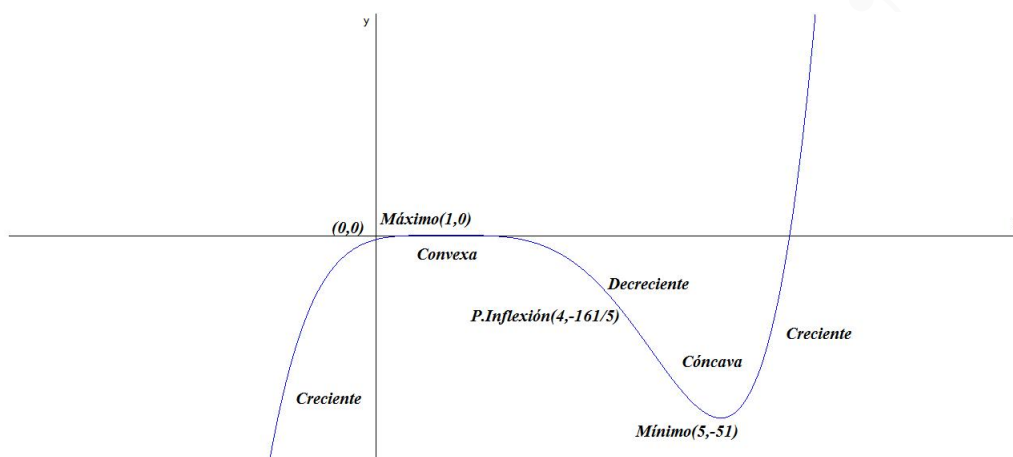 y
Máximo(1,0)
(0,0)
Convexa
Decreciente
P.Inflexión(4,-161/5)
Creciente
Cóncava
Creciente
Mínimo(5,-51)